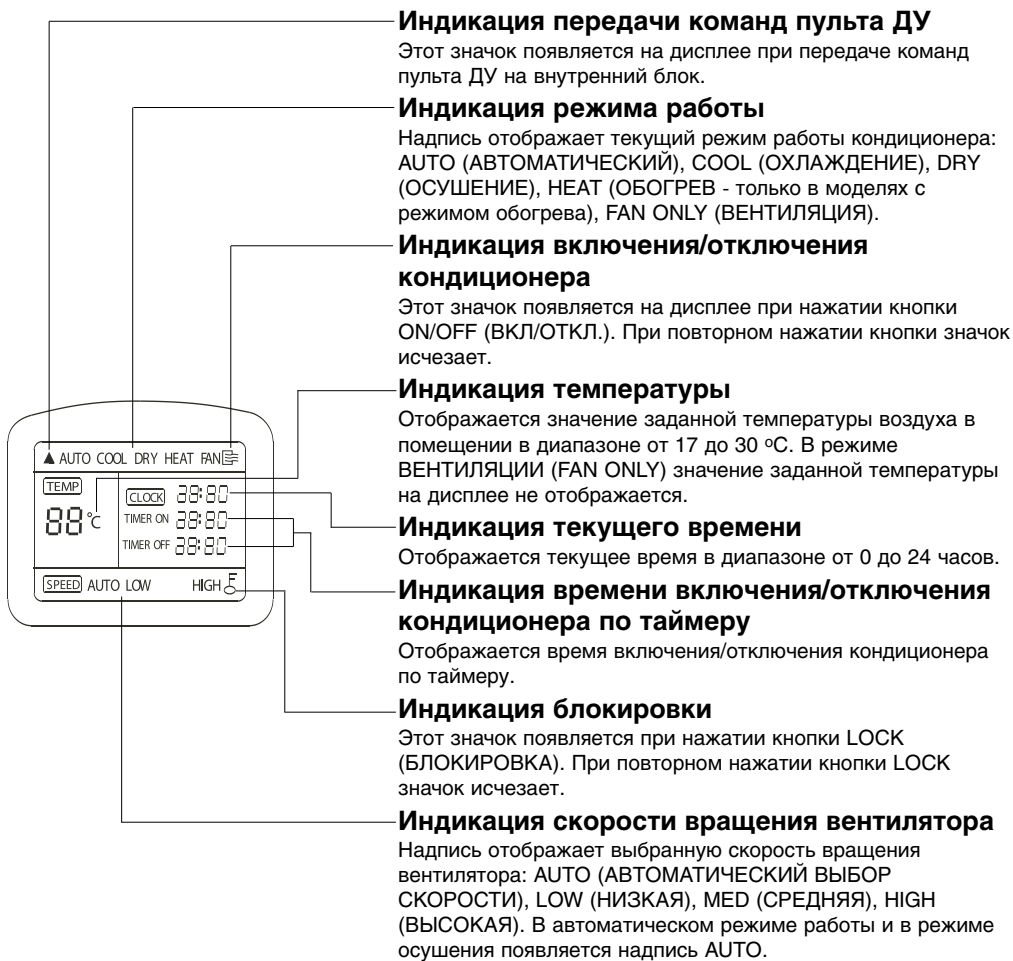 Индикация передачи команд пульта ДУ
Этот значок появляется на дисплее при передаче команд
пульта ДУ на внутренний блок.
Индикация режима работы
Надпись отображает текущий режим работы кондиционера:
AUTO (АВТОМАТИЧЕСКИЙ), COOL (ОХЛАЖДЕНИЕ), DRY
(ОСУШЕНИЕ), HEAT (ОБОГРЕВ - только в моделях с
режимом обогрева), FAN ONLY (ВЕНТИЛЯЦИЯ).
Индикация включения/отключения
кондиционера
Этот значок появляется на дисплее при нажатии кнопки
ON/OFF (ВКЛ/ОТКЛ.). При повторном нажатии кнопки значок
исчезает.
Индикация температуры
Отображается значение заданной температуры воздуха в
помещении в диапазоне от 17 до 30 ºС. В режиме
ВЕНТИЛЯЦИИ (FAN ONLY) значение заданной температуры
на дисплее не отображается.
Индикация текущего времени
Отображается текущее время в диапазоне от 0 до 24 часов.
Индикация времени включения/отключения
кондиционера по таймеру
Отображается время включения/отключения кондиционера
по таймеру.
Индикация блокировки
Этот значок появляется при нажатии кнопки LOCK
(БЛОКИРОВКА). При повторном нажатии кнопки LOCK
значок исчезает.
Индикация скорости вращения вентилятора
Надпись отображает выбранную скорость вращения
вентилятора: AUTO (АВТОМАТИЧЕСКИЙ ВЫБОР
СКОРОСТИ), LOW (НИЗКАЯ), MED (СРЕДНЯЯ), HIGH
(ВЫСОКАЯ). В автоматическом режиме работы и в режиме
осушения появляется надпись AUTO.
AUTO COOL DRY HEAT FAN
TEMP
88°C
CLOCK 38:80
TIMER ON 38:80
TIMER OFF 38:80
SPEED AUTO LOW HIGH